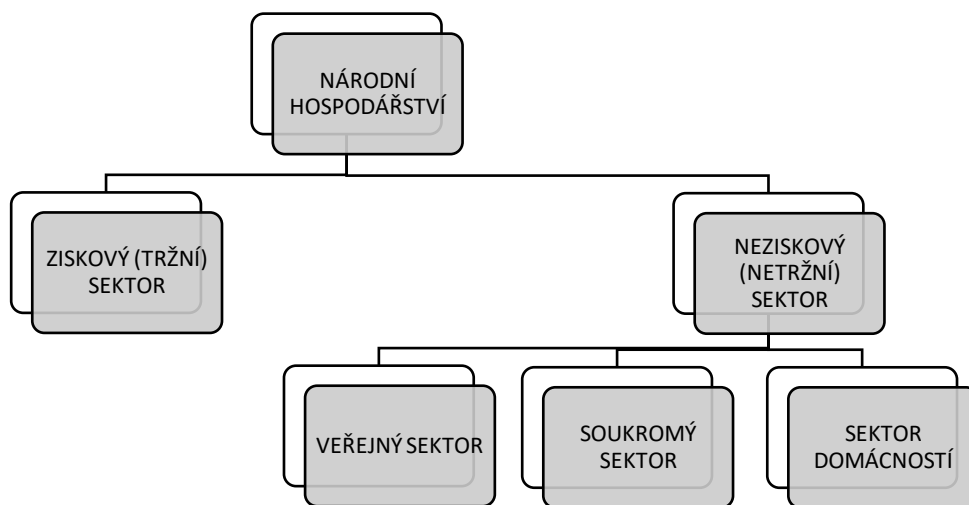 NÁRODNÍ
HOSPODÁŘSTVÍ
ZISKOVÝ (TRŽNÍ)
SEKTOR
NEZISKOVÝ
(NETRŽNÍ)
SEKTOR
VEŘEJNÝ SEKTOR
SOUKROMÝ
SEKTOR
SEKTOR
DOMÁCNOSTÍ